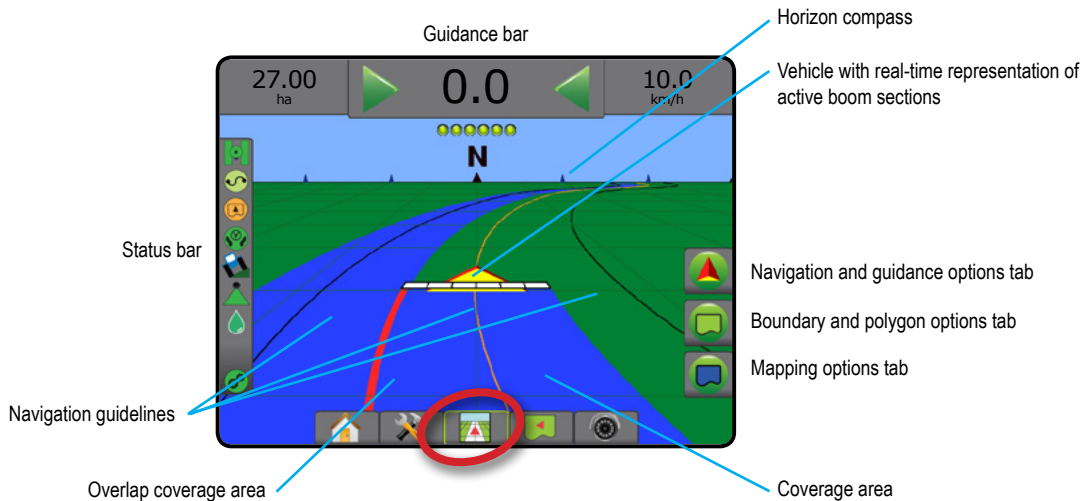 Horizon compass
Guidance bar
Vehicle with real-time representation of
active boom sections
27.00
ha
0.0
10.0
km/h
N
Status bar
Navigation and guidance options tab
Boundary and polygon options tab
Mapping options tab
Navigation guidelines
Overlap coverage area
Coverage area